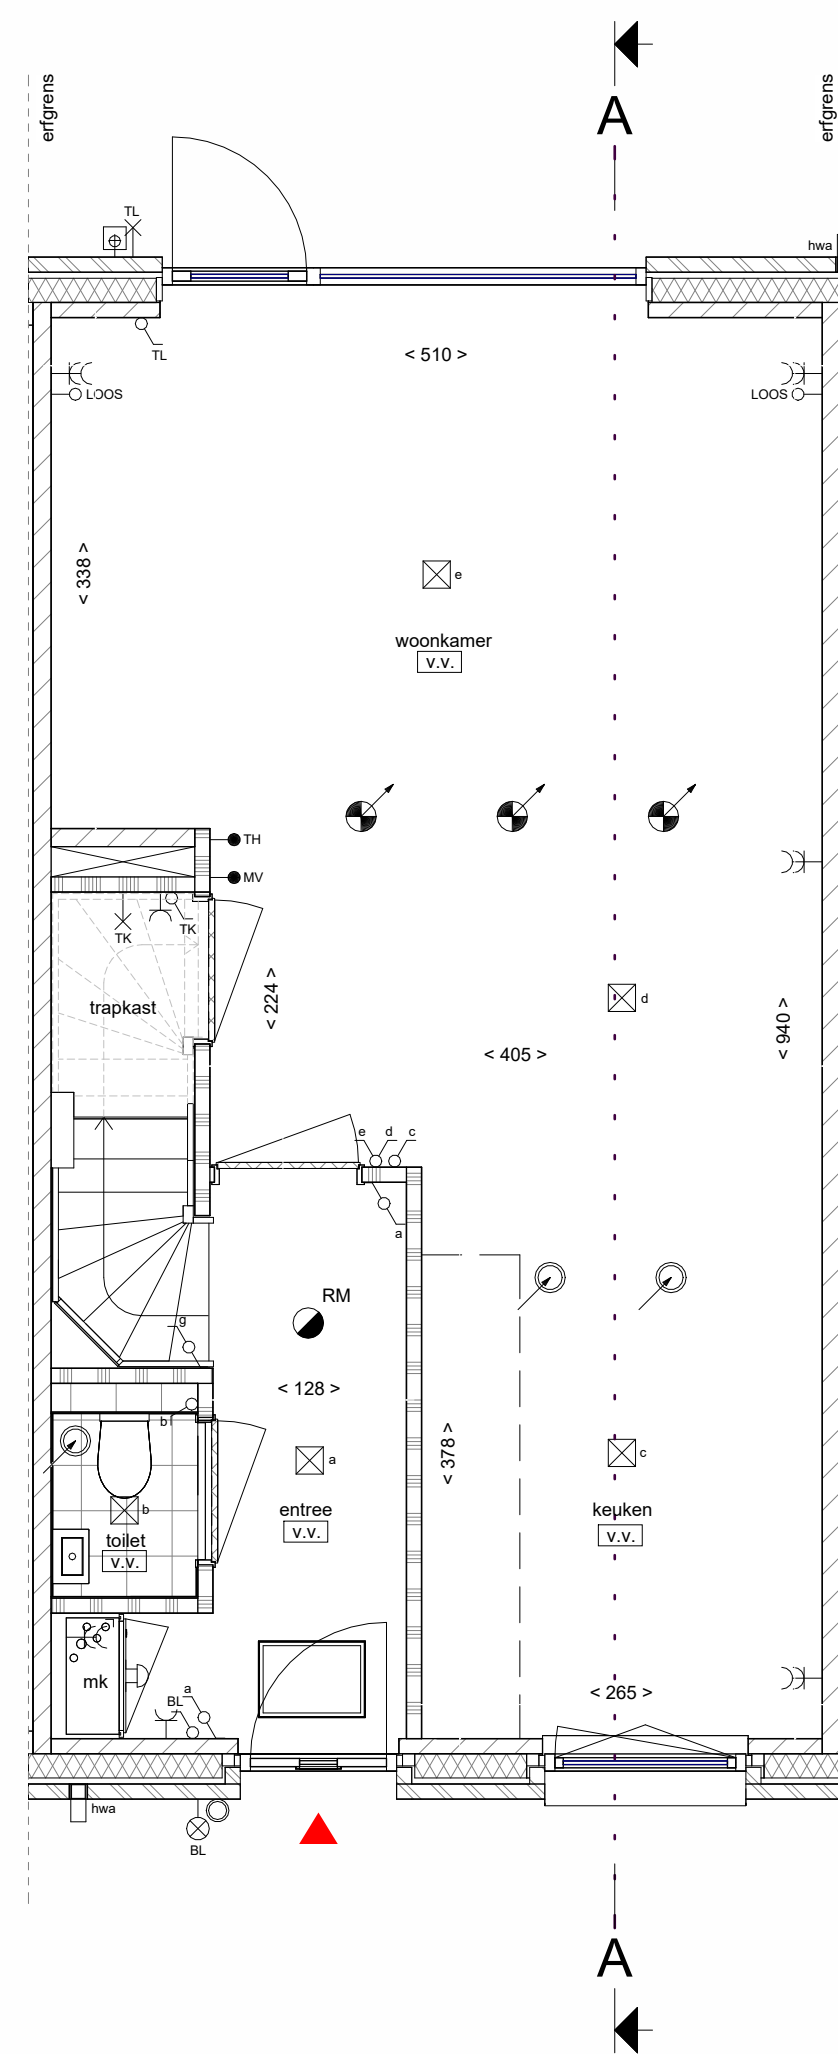 erfgrens
erfgrens
A
TL
hwa
TL
< 510 >
LOOS
LOOS
< 338 >
e
woonkamer
v.v.
TH
MV
TK
TK
trapkast
< 224 >
d
< 940 >
< 405 >
e
d
c
a
RM
g
< 128 >
b
< 378 >
a
c
b
entree
v.v.
keuken
v.v.
toilet
v.v.
mk
a
BL
< 265 >
hwa
BL
A